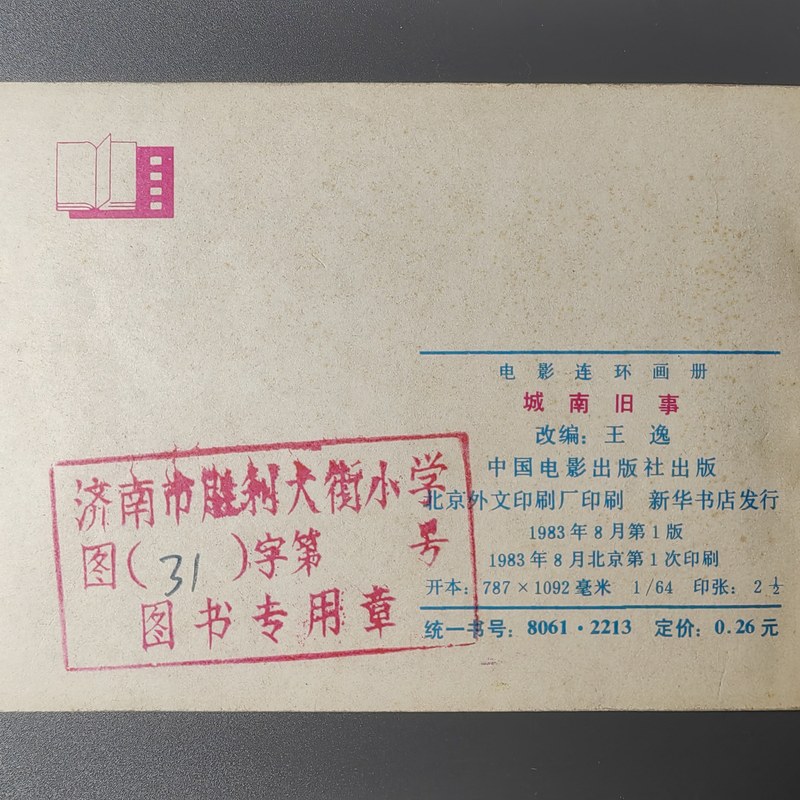 电影连环画册
城南旧事
改编：王逸
中国电影出版社出版
北京外文印刷厂印刷 新华书店发行
1983年8月第1版
1983年8月北京第1次印刷
开本：787×1092毫米 1/64 印张：2½
统一书号：8061·2213 定价：0.26元
济南市胜利大街小学
图(31)字第 号
图书专用章